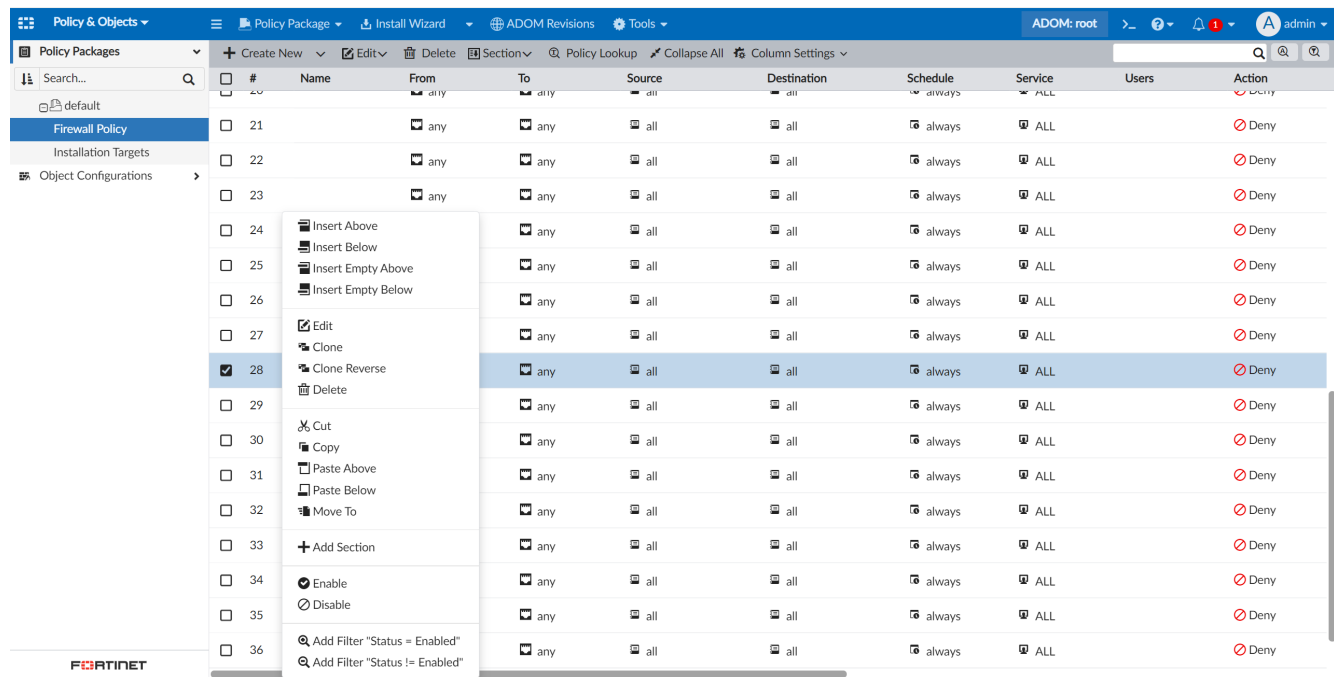 Policy & Objects Policy Package Install Wizard ADOM Revisions Tools ADOM: root >_ 1 A admin
Policy Packages Create New Edit Delete Section Policy Lookup Collapse All Column Settings
Search... # Name From To Source Destination Schedule Service Users Action
20 any any all all always ALL Deny
default
21 any any all all always ALL Deny
Firewall Policy
22 any any all all always ALL Deny
Installation Targets
Object Configurations
23 any any all all always ALL Deny
24 any all all always ALL Deny
25 any all all always ALL Deny
26 any all all always ALL Deny
27 any all all always ALL Deny
28 any all all always ALL Deny
29 any all all always ALL Deny
30 any all all always ALL Deny
31 any all all always ALL Deny
32 any all all always ALL Deny
33 any all all always ALL Deny
34 any all all always ALL Deny
35 any all all always ALL Deny
36 any all all always ALL Deny
Insert Above
Insert Below
Insert Empty Above
Insert Empty Below
Edit
Clone
Clone Reverse
Delete
Cut
Copy
Paste Above
Paste Below
Move To
Add Section
Enable
Disable
Add Filter "Status = Enabled"
Add Filter "Status != Enabled"
FORTINET